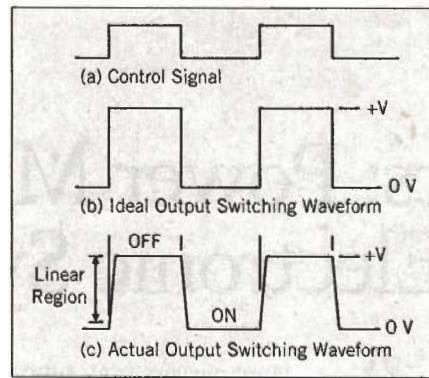 (a) Control Signal
+V
0 V
(b) Ideal Output Switching Waveform
OFF
+V
Linear
Region
ON
0 V
(c) Actual Output Switching Waveform